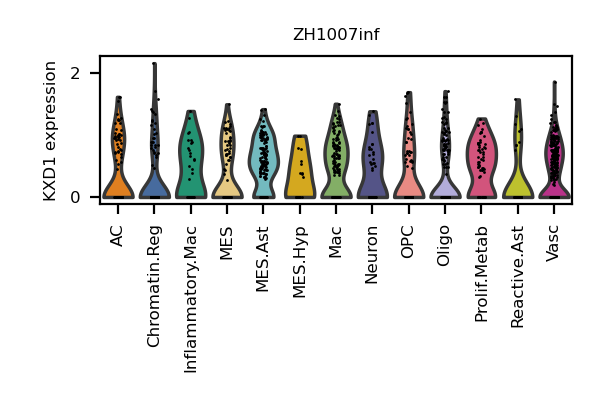 ZH1007inf
KXD1 expression
2
0
AC
Chromatin.Reg
Inflammatory.Mac
MES
MES.Ast
MES.Hyp
Mac
Neuron
OPC
Oligo
Prolif.Metab
Reactive.Ast
Vasc